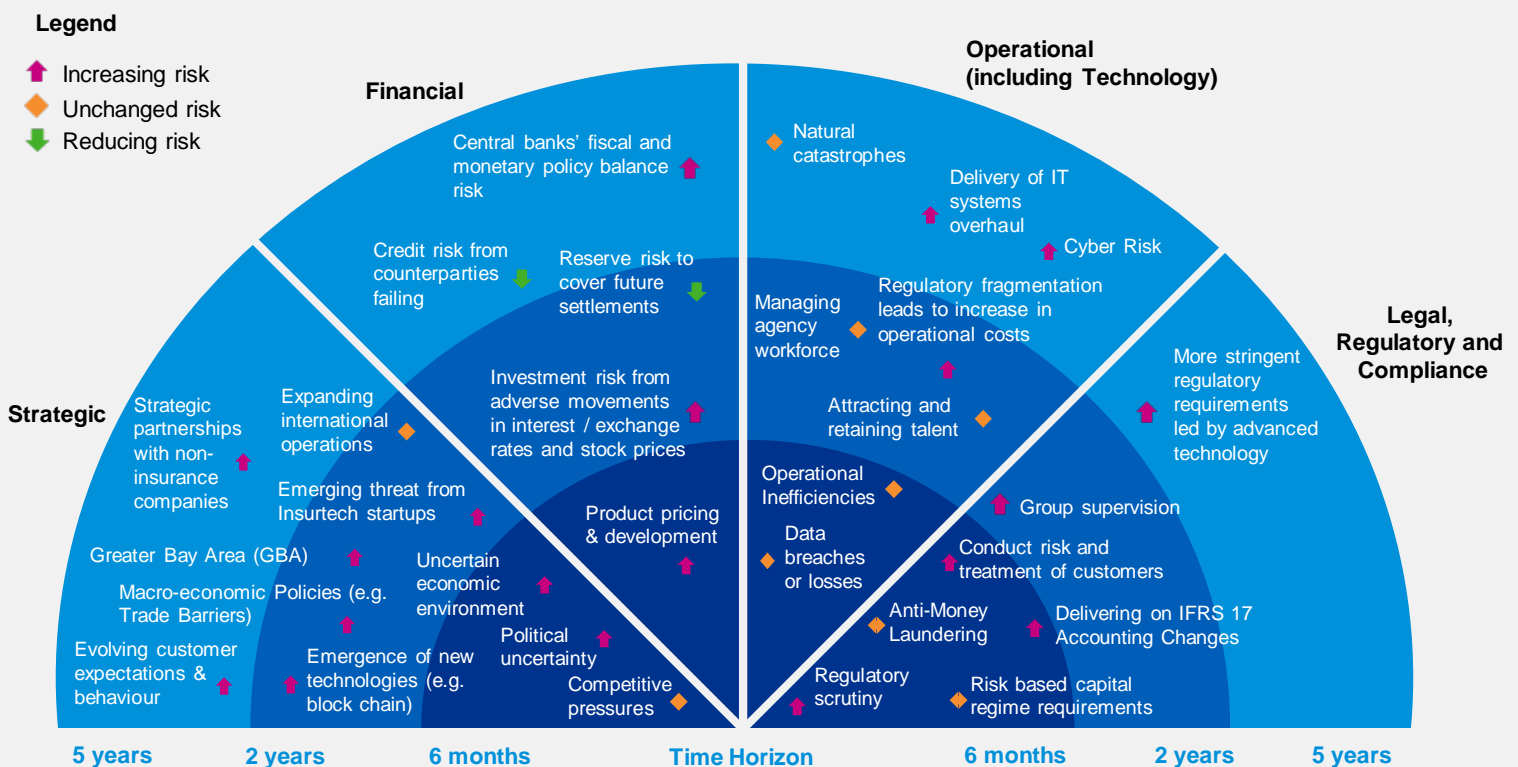 Legend
Increasing risk
Unchanged risk
Reducing risk
Financial
Central banks’ fiscal and
monetary policy balance
risk
Credit risk from
counterparties
failing
Reserve risk to
cover future
settlements
Investment risk from
adverse movements
in interest / exchange
rates and stock prices
Product pricing
& development
Operational
(including Technology)
Natural
catastrophes
Delivery of IT
systems
overhaul
Cyber Risk
Managing
agency
workforce
Regulatory fragmentation
leads to increase in
operational costs
Attracting and
retaining talent
Operational
Inefficiencies
Data
breaches
or losses
Strategic
Strategic
partnerships
with non-
insurance
companies
Expanding
international
operations
Emerging threat from
Insurtech startups
Greater Bay Area (GBA)
Macro-economic Policies (e.g.
Trade Barriers)
Evolving customer
expectations &
behaviour
Uncertain
economic
environment
Political
uncertainty
Emergence of new
technologies (e.g.
block chain)
Competitive
pressures
Legal,
Regulatory and
Compliance
More stringent
regulatory
requirements
led by advanced
technology
Group supervision
Conduct risk and
treatment of customers
Anti-Money
Laundering
Delivering on IFRS 17
Accounting Changes
Regulatory
scrutiny
Risk based capital
regime requirements
5 years
2 years
6 months
Time Horizon
6 months
2 years
5 years